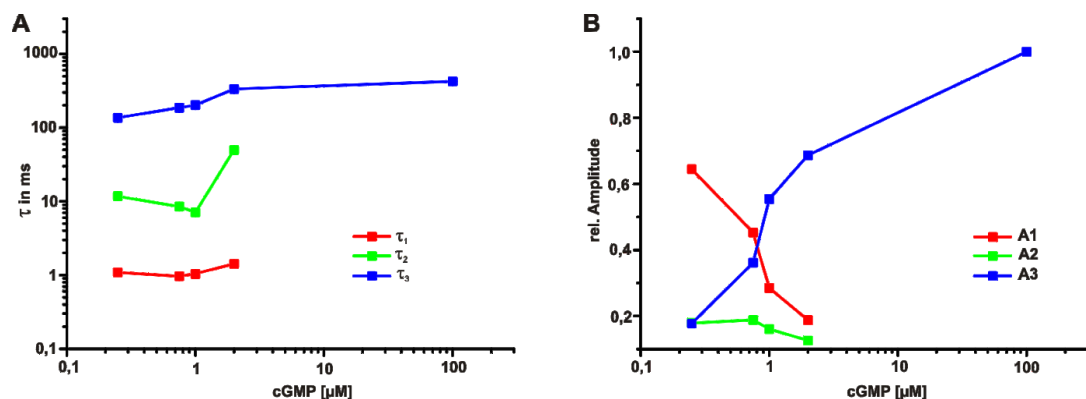 A
τ in ms
1000
100
10
1
0,1
0,1
1
10
100
cGMP [µM]
τ1
τ2
τ3
B
rel. Amplitude
1,0
0,8
0,6
0,4
0,2
0,1
1
10
100
cGMP [µM]
A1
A2
A3